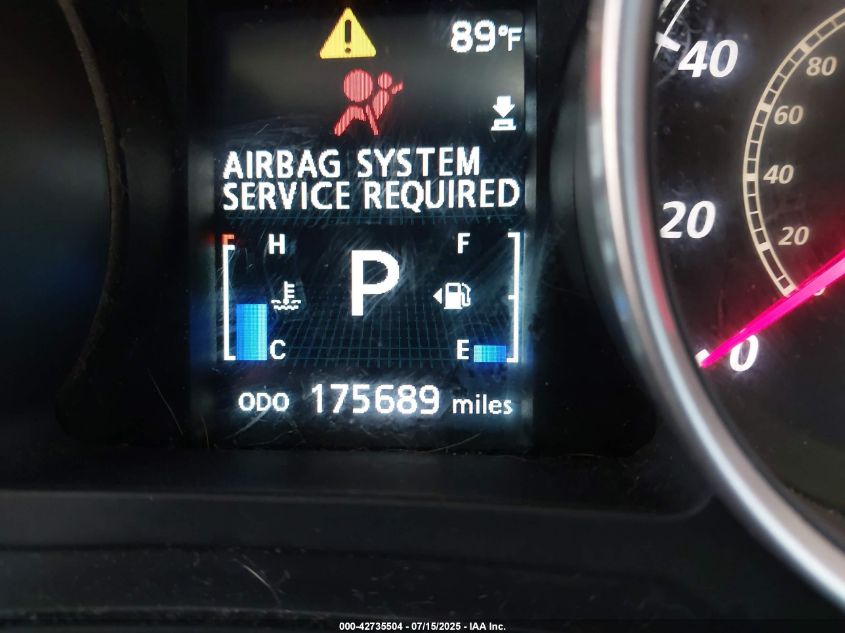 89°F
AIRBAG SYSTEM
SERVICE REQUIRED
H F
P
C E
ODO 175689 miles
40
20
0
80
60
40
20
0
000-42735504 - 07/15/2025 - IAA Inc.